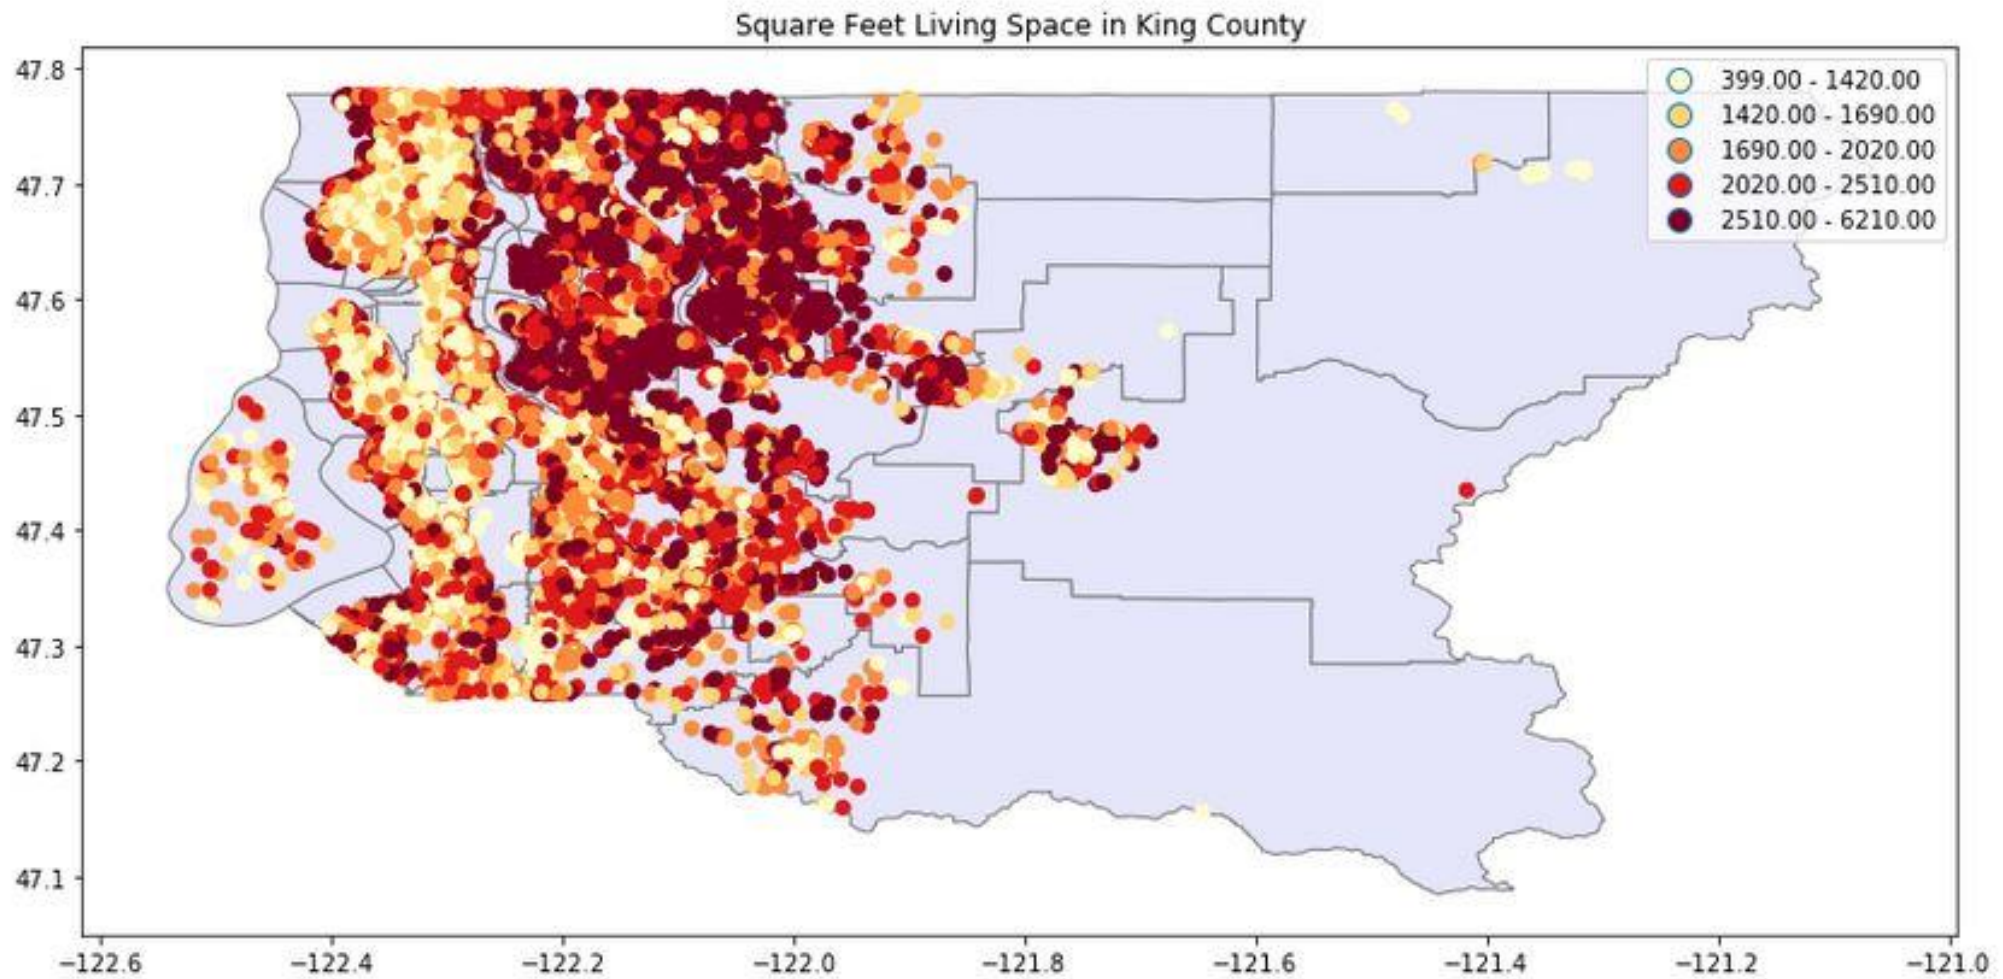 Square Feet Living Space in King County
47.8
47.7
47.6
47.5
47.4
47.3
47.2
47.1
399.00 - 1420.00
1420.00 - 1690.00
1690.00 - 2020.00
2020.00 - 2510.00
2510.00 - 6210.00
−122.6 −122.4 −122.2 −122.0 −121.8 −121.6 −121.4 −121.2 −121.0